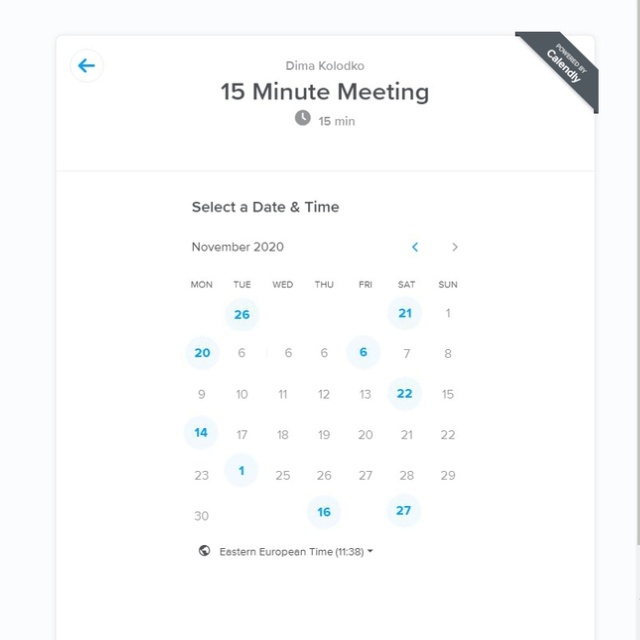 POWERED BY
Calendly
Dima Kolodko
15 Minute Meeting
15 min
Select a Date & Time
November 2020
MON TUE WED THU FRI SAT SUN
26 21 1
20 6 6 6 6 7 8
9 10 11 12 13 22 15
14 17 18 19 20 21 22
23 1 25 26 27 28 29
30 16 27
Eastern European Time (11:38)